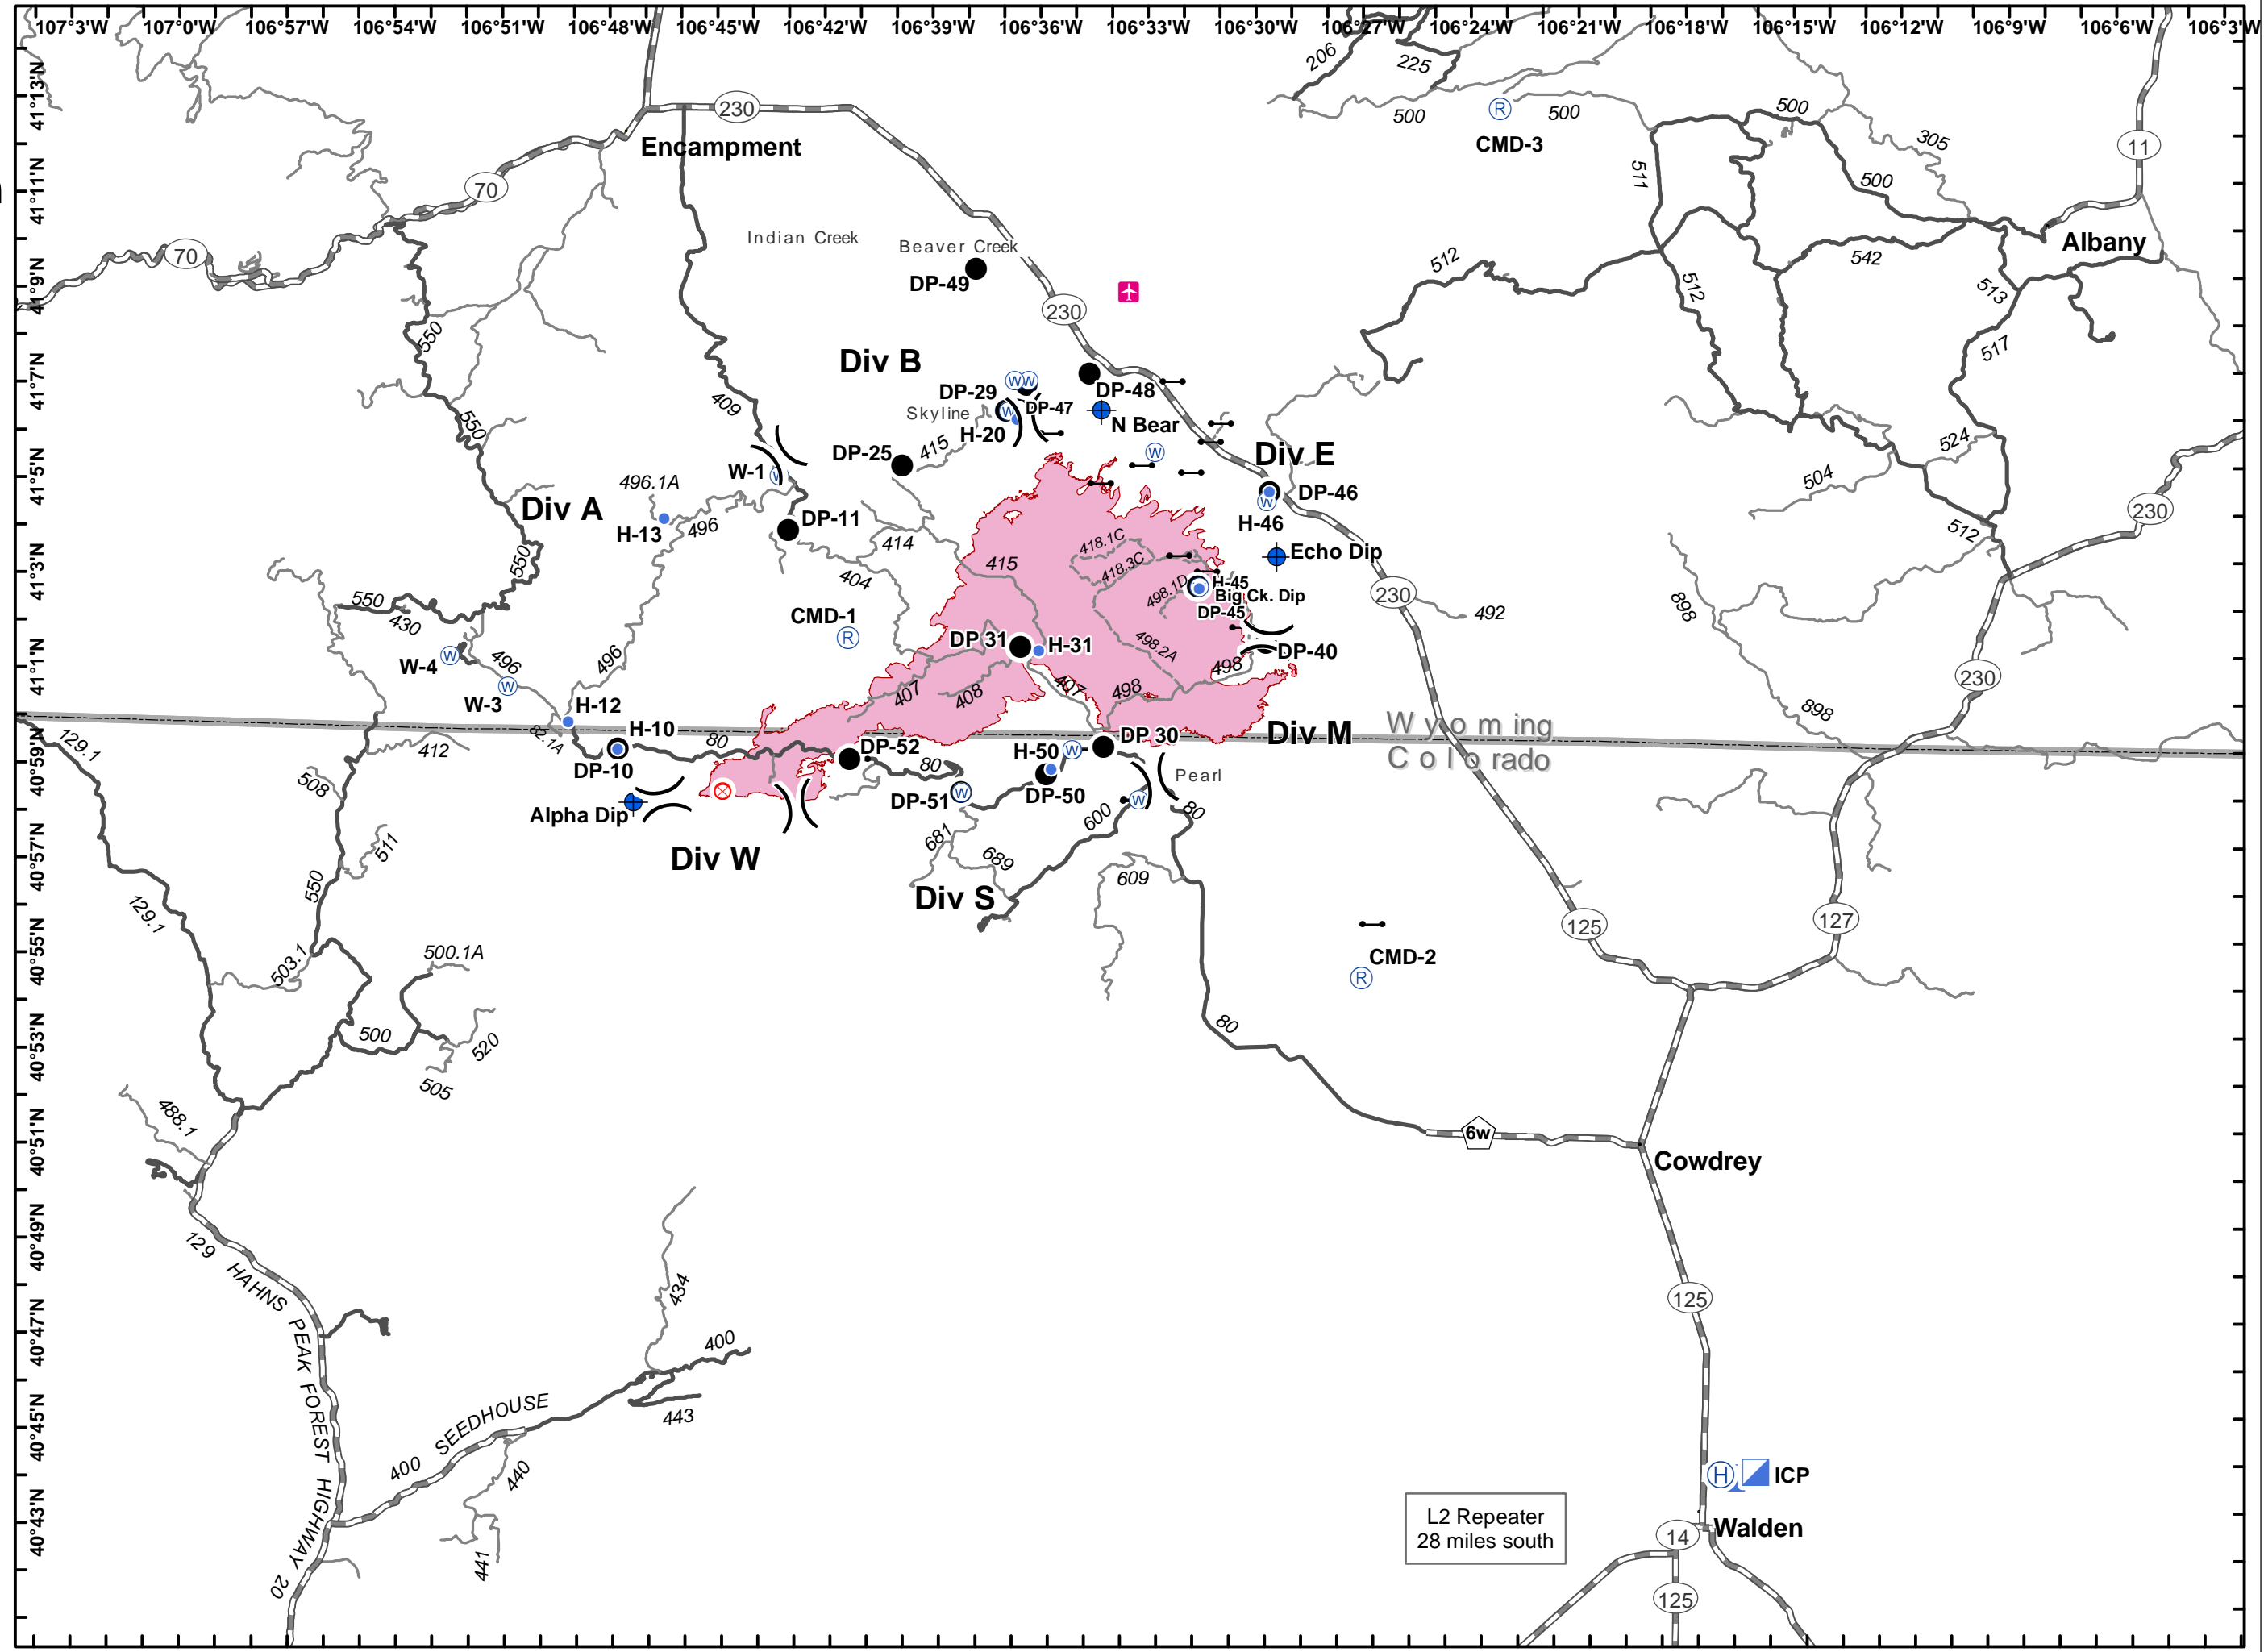 107°3'W 107°0'W 106°57'W 106°54'W 106°51'W 106°48'W 106°45'W 106°42'W 106°39'W 106°36'W 106°33'W 106°30'W 106°27'W 106°24'W 106°21'W 106°18'W 106°15'W 106°12'W 106°9'W 106°6'W 106°3'W
41°13'N
41°11'N
41°9'N
41°7'N
41°5'N
41°3'N
41°1'N
40°59'N
40°57'N
40°55'N
40°53'N
40°51'N
40°49'N
40°47'N
40°45'N
40°43'N
206
225
230
500
R
500
500
305
CMD-3
11
Encampment
511
70
500
Indian Creek
Beaver Creek
Albany
70
DP-49
512
542
512
513
230
550
517
Div B
W W
DP-48
DP-29
409
W
DP-47
Skyline
N Bear
550
H-20
415
W
Div E
524
DP-25
W-1
W
504
496.1A
DP-46
W
Div A
DP-11
230
H-13
496
H-46
512
414
418.1C
Echo Dip
550
415
418.3C
404
H-45
498.1D
Big Ck. Dip
230
550
DP-45
492
898
430
CMD-1
R
DP 31
H-31
498.2A
DP-40
W
W-4
496
496
498
W
407
408
407
498
230
W-3
H-12
898
Wyoming
Colorado
82.1A
H-10
80
DP-52
H-50
W
DP 30
Div M
129.1
412
DP-10
80
Pearl
508
DP-51
W
DP-50
W
Alpha Dip
80
600
681
511
Div W
689
609
550
Div S
129.1
125
127
503.1
500.1A
CMD-2
R
80
500
520
505
488.1
6w
Cowdrey
129
HAHNS
PEAK
FOREST
HIGHWAY
20
434
125
400
SEEDHOUSE
443
400
440
441
H
ICP
L2 Repeater
28 miles south
14
Walden
125